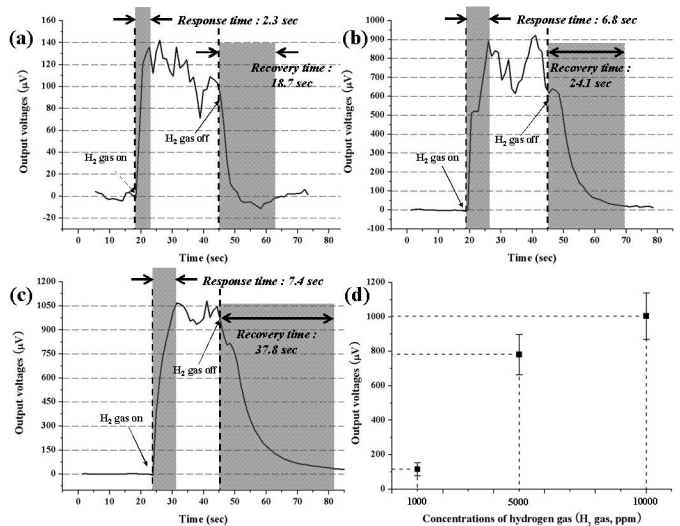 (a)
Response time : 2.3 sec
Recovery time :
18.7 sec
H2 gas on
H2 gas off
Output voltages (μV)
160
140
120
100
80
60
40
20
0
-20
0 10 20 30 40 50 60 70 80
Time (sec)
(b)
Response time : 6.8 sec
Recovery time :
24.1 sec
H2 gas on
H2 gas off
Output voltages (μV)
1000
900
800
700
600
500
400
300
200
100
0
-100
0 10 20 30 40 50 60 70 80
Time (sec)
(c)
Response time : 7.4 sec
Recovery time :
37.8 sec
H2 gas on
H2 gas off
Output voltages (μV)
1200
1050
900
750
600
450
300
150
0
0 10 20 30 40 50 60 70 80
Time (sec)
(d)
Output voltages (μV)
1200
1000
800
600
400
200
0
1000 5000 10000
Concentrations of hydrogen gas (H2 gas, ppm)